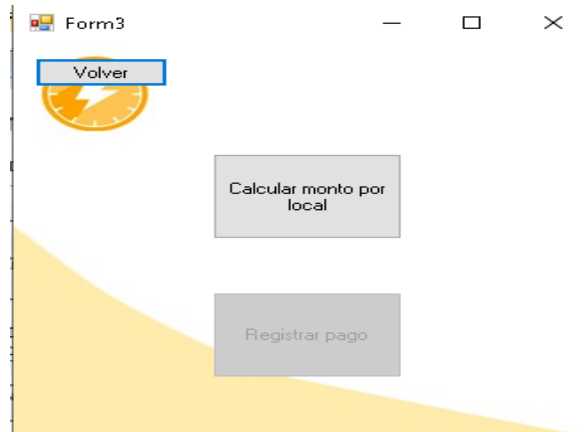 Form3
Volver
Calcular monto por
local
Registrar pago